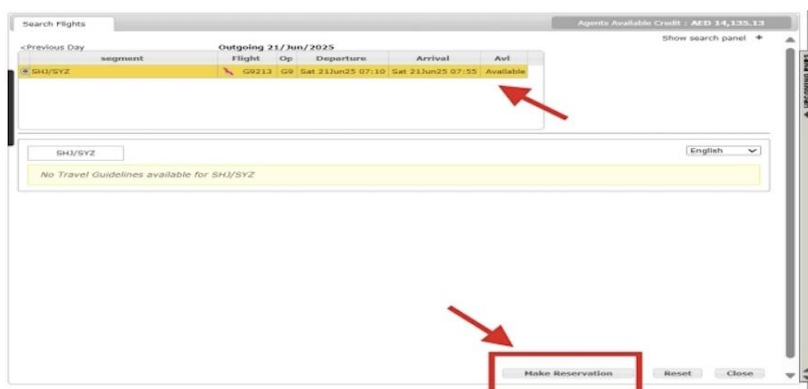 Search Flights
Agents Available Credit : AED 14,135.13
Show search panel +
<Previous Day
Outgoing 21/Jun/2025
segment Flight Op Departure Arrival Avl
SHJ/SYZ G9213 G9 Sat 21Jun25 07:10 Sat 21Jun25 07:55 Available
SHJ/SYZ
English
No Travel Guidelines available for SHJ/SYZ
Make Reservation Reset Close